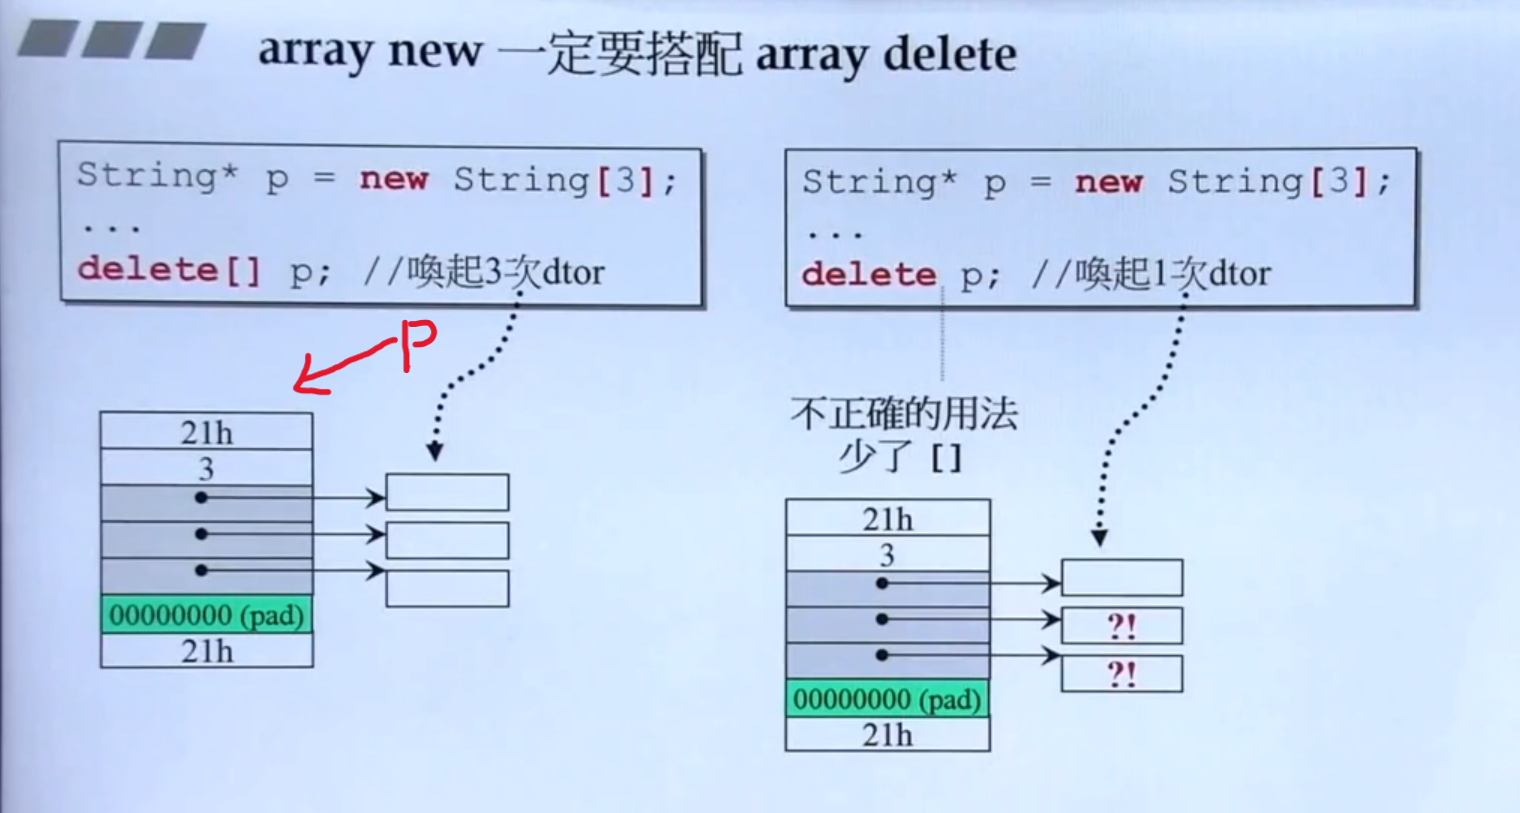 array new 一定要搭配 array delete
String* p = new String[3];
...
delete[] p; //喚起3次dtor
p
21h
3
00000000 (pad)
21h
String* p = new String[3];
...
delete p; //喚起1次dtor
不正確的用法
少了 []
21h
3
?!
?!
00000000 (pad)
21h